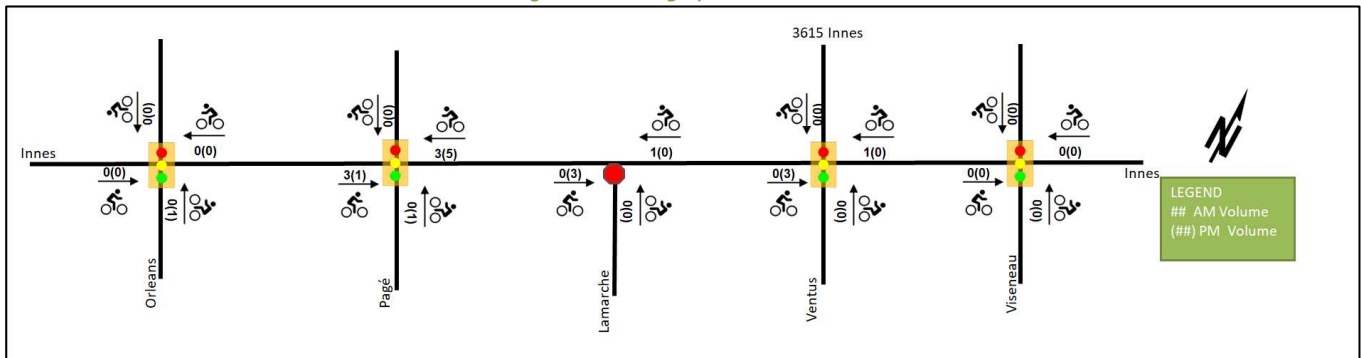 3615 Innes
0(0)
0(0)
0(0)
0(0)
0(0)
0(0)
3(5)
1(0)
1(0)
0(0)
Innes
Innes
0(0)
3(1)
0(3)
0(3)
0(0)
0(1)
0(1)
0(0)
0(0)
0(0)
Orleans
Pagé
Lamarche
Ventus
Viseneau
N
LEGEND
## AM Volume
(##) PM Volume